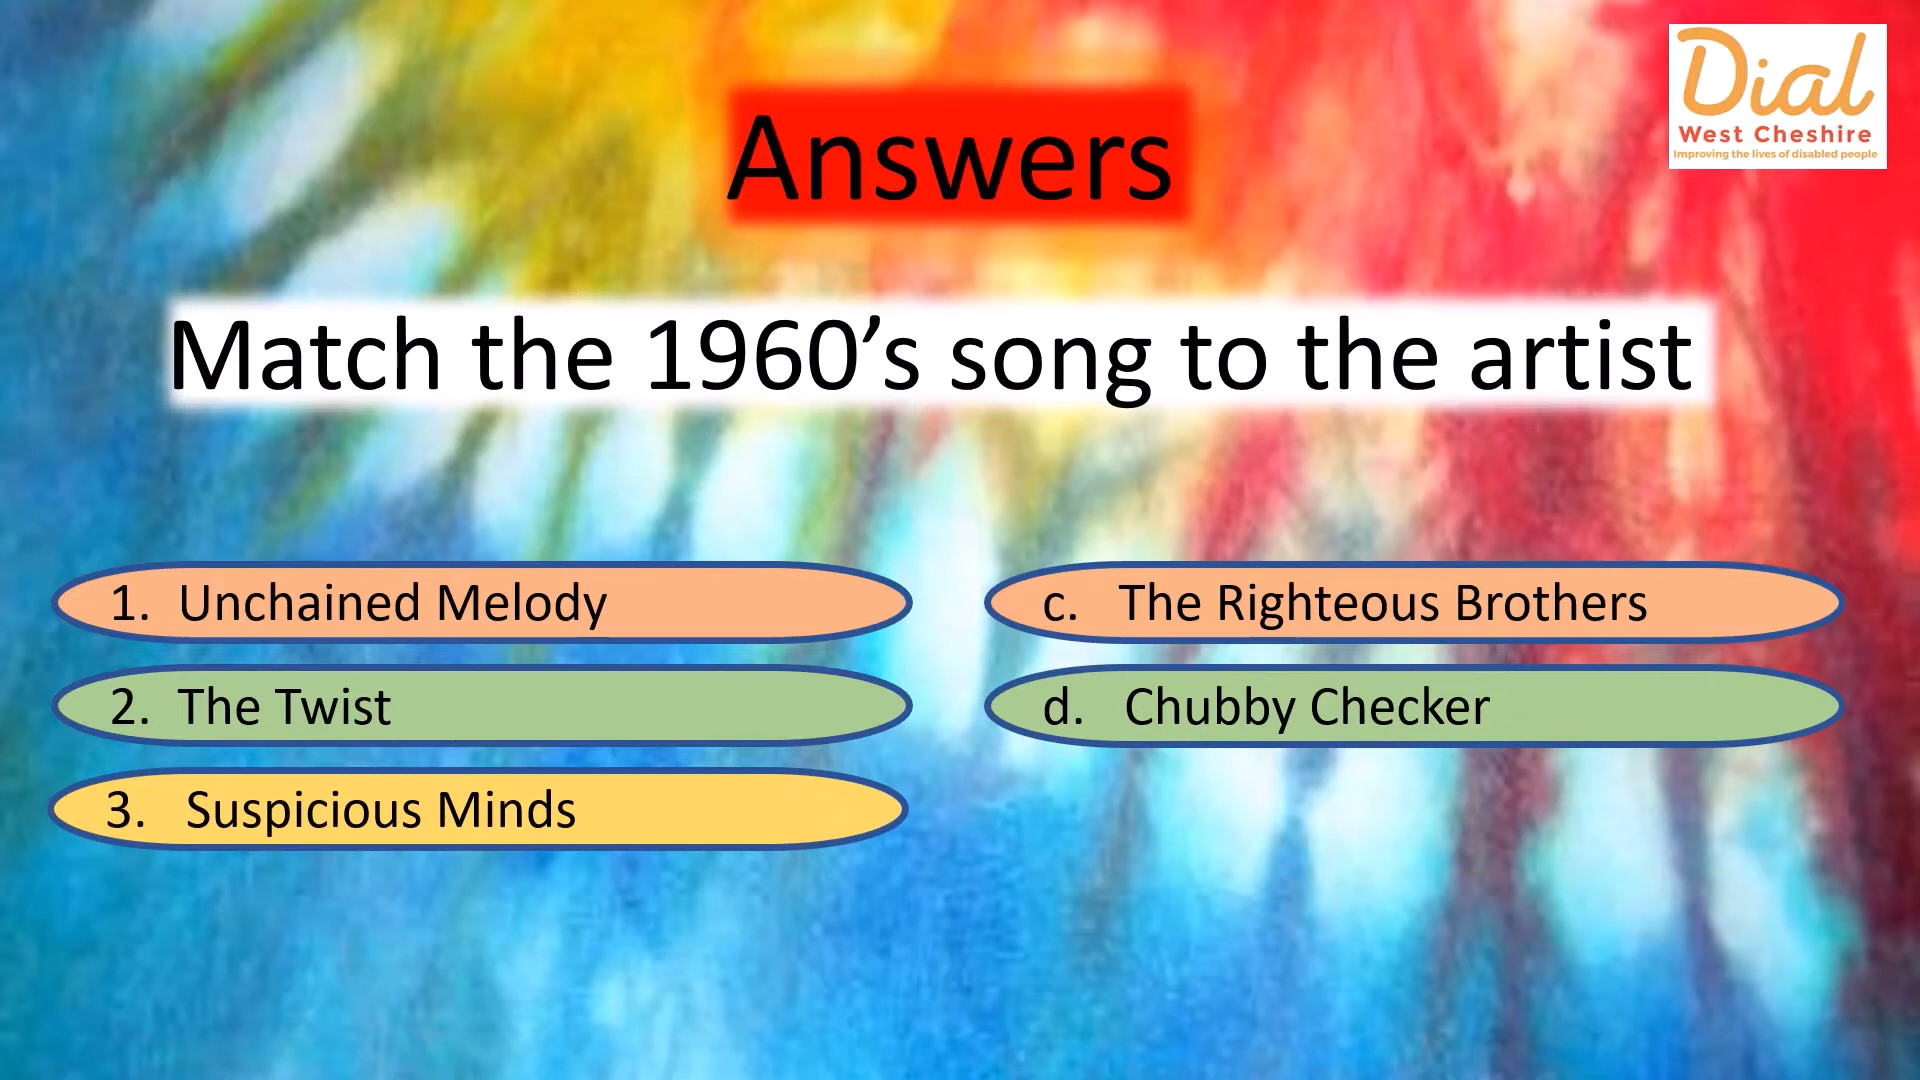 Dial
West Cheshire
Improving the lives of disabled people
Answers
Match the 1960’s song to the artist
1. Unchained Melody
c. The Righteous Brothers
2. The Twist
d. Chubby Checker
3. Suspicious Minds